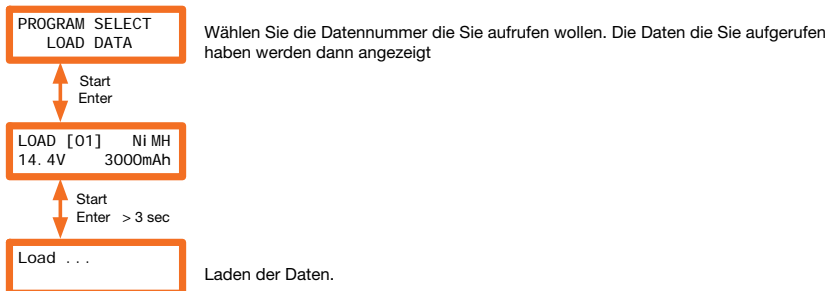 PROGRAM SELECT
LOAD DATA
Wählen Sie die Datennummer die Sie aufrufen wollen. Die Daten die Sie aufgerufen
haben werden dann angezeigt
Start
Enter
LOAD [01] NiMH
14.4V 3000mAh
Start
Enter > 3 sec
Load ...
Laden der Daten.